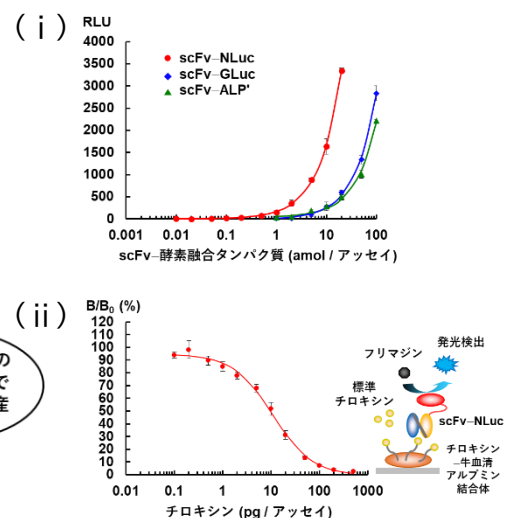 (i)
RLU
4000
3500
3000
2500
2000
1500
1000
500
0
scFv–NLuc
scFv–GLuc
scFv–ALP'
0.001 0.01 0.1 1 10 100
scFv–酵素融合タンパク質 (amol / アッセイ)
(ii)
B/B0 (%)
120
110
100
90
80
70
60
50
40
30
20
10
0
0.01 0.1 1 10 100 1000
チロキシン (pg / アッセイ)
の
で
産
発光検出
フリマジン
標準
チロキシン
scFv–NLuc
チロキシン
–牛血清
アルブミン
結合体